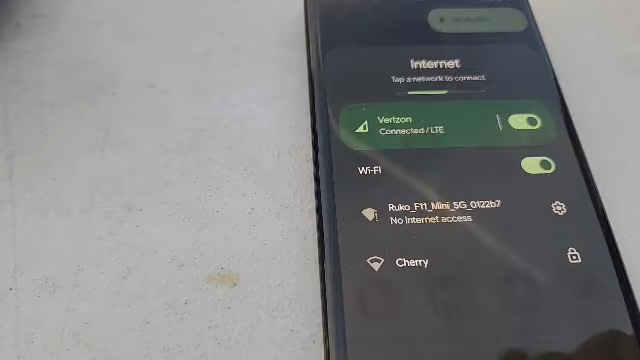 Internet
Tap a network to connect
Verizon
Connected / LTE
Wi-Fi
Ruko_F11_Mini_5G_0122b7
No internet access
Cherry